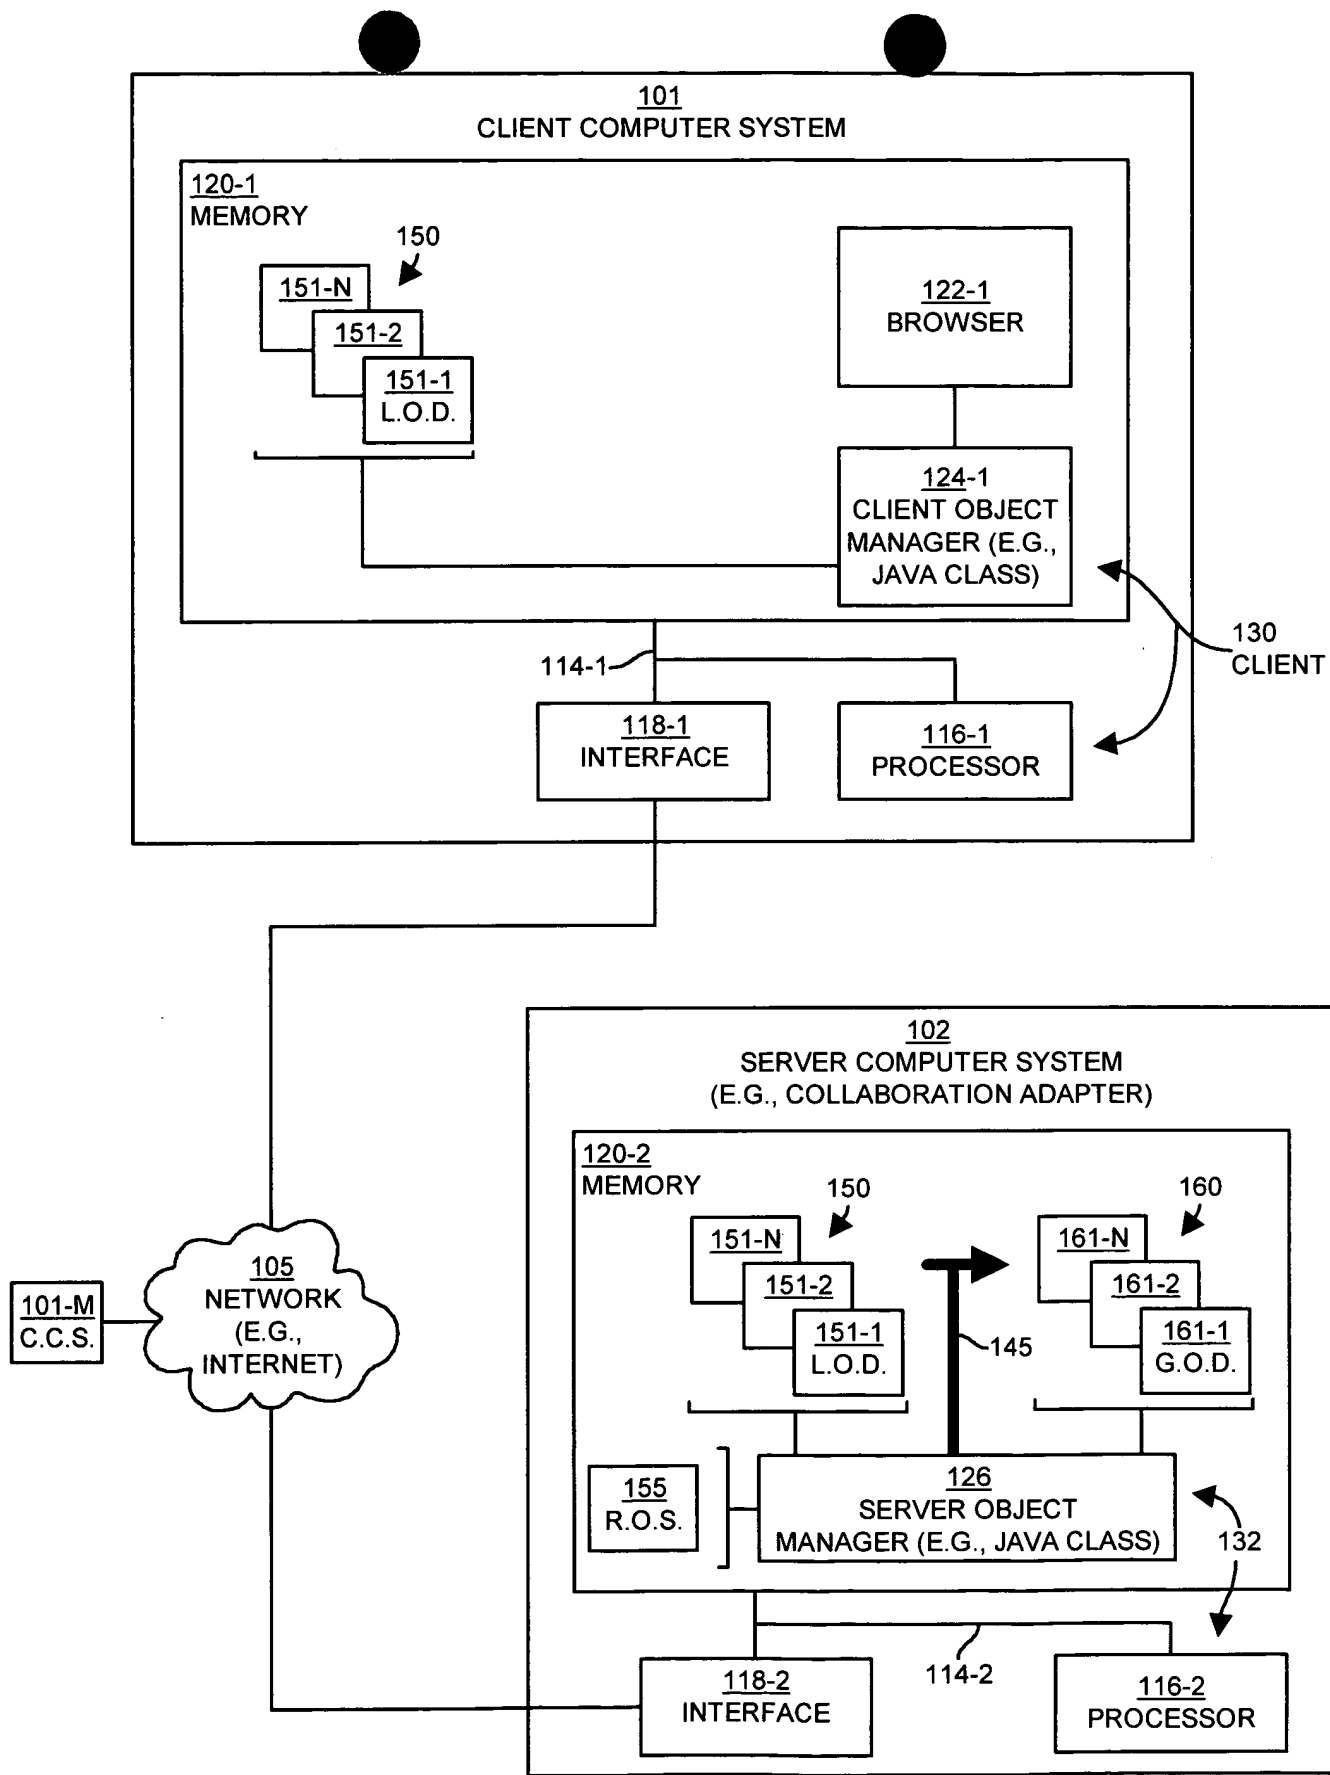 101
CLIENT COMPUTER SYSTEM
120-1
MEMORY
150
151-N
151-2
151-1
L.O.D.
122-1
BROWSER
124-1
CLIENT OBJECT
MANAGER (E.G.,
JAVA CLASS)
130
CLIENT
114-1
118-1
INTERFACE
116-1
PROCESSOR
102
SERVER COMPUTER SYSTEM
(E.G., COLLABORATION ADAPTER)
120-2
MEMORY
150
160
151-N
151-2
151-1
L.O.D.
145
161-N
161-2
161-1
G.O.D.
105
NETWORK
(E.G.,
INTERNET)
101-M
C.C.S.
155
R.O.S.
126
SERVER OBJECT
MANAGER (E.G., JAVA CLASS)
132
114-2
118-2
INTERFACE
116-2
PROCESSOR